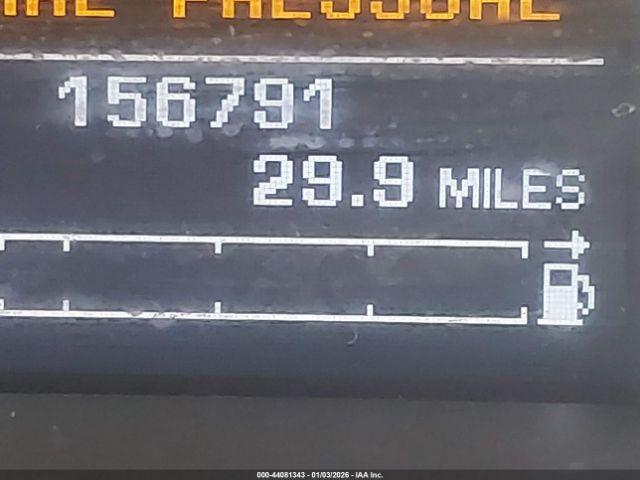 156791
29.9 MILES
000-44081343 - 01/03/2026 - IAA Inc.